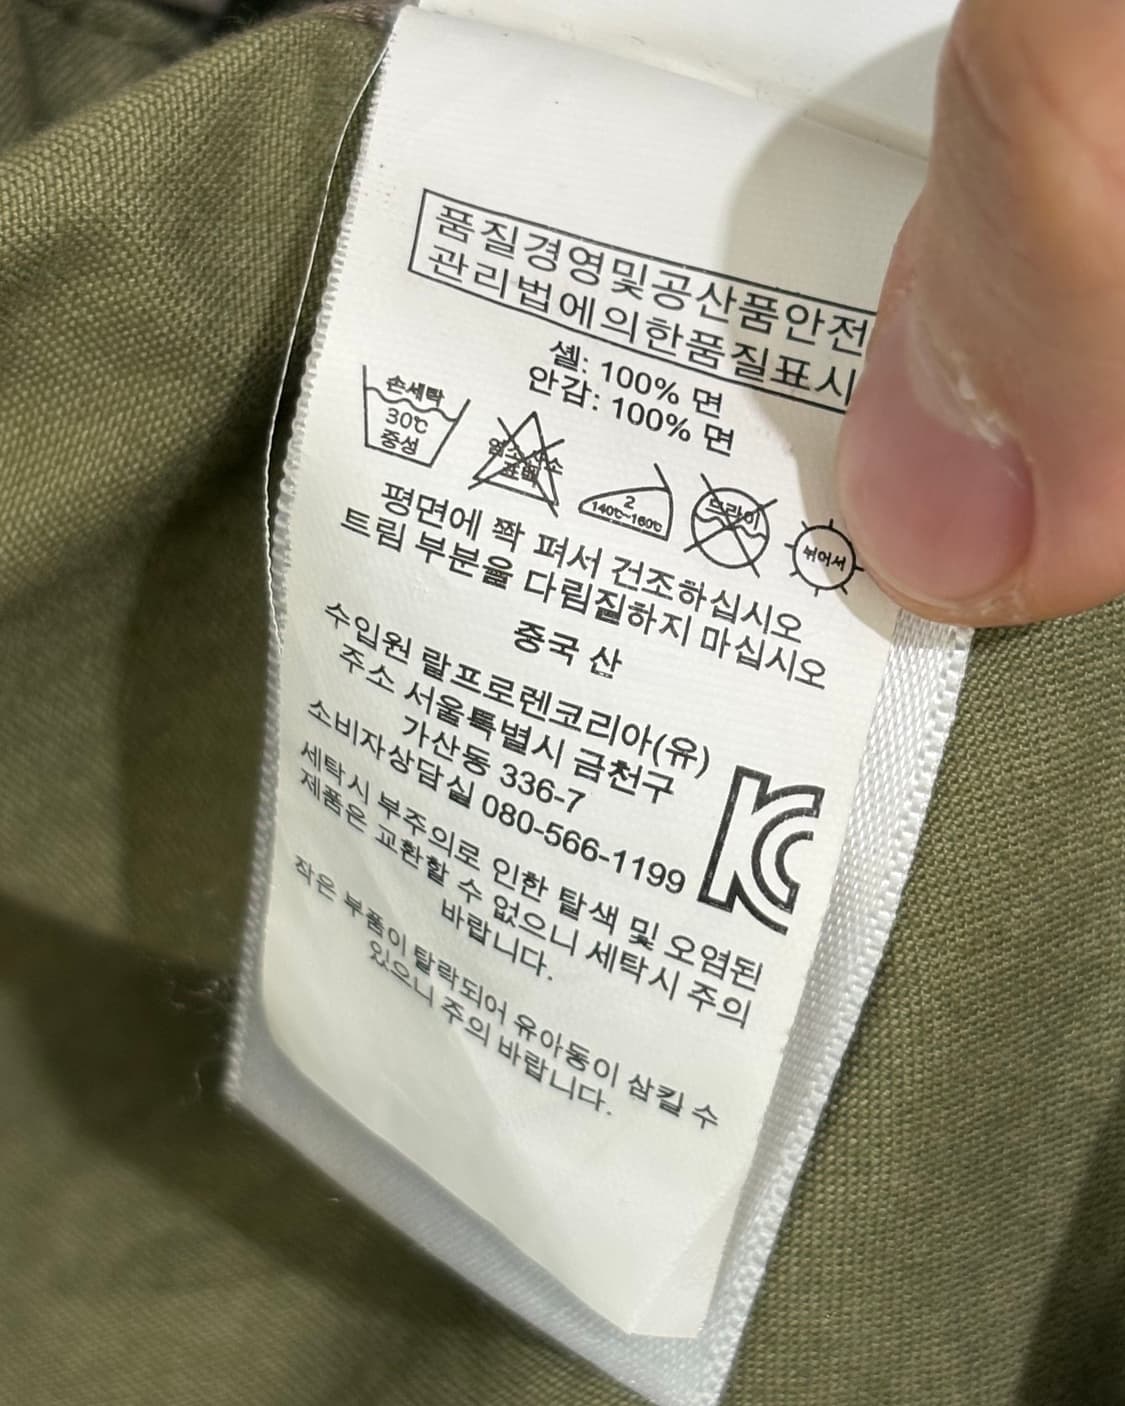 품질경영및공산품안전
관리법에의한품질표시
셸: 100% 면
안감: 100% 면
손세탁
30℃
중성
염소산소
표백
2
140℃~160℃
드라이
뉘어서
평면에 쫙 펴서 건조하십시오
트림 부분을 다림질하지 마십시오
중국 산
수입원 랄프로렌코리아(유)
주소 서울특별시 금천구
가산동 336-7
소비자상담실 080-566-1199
세탁시 부주의로 인한 탈색 및 오염된
제품은 교환할 수 없으니 세탁시 주의
바랍니다.
작은 부품이 탈락되어 유아동이 삼킬 수
있으니 주의 바랍니다.